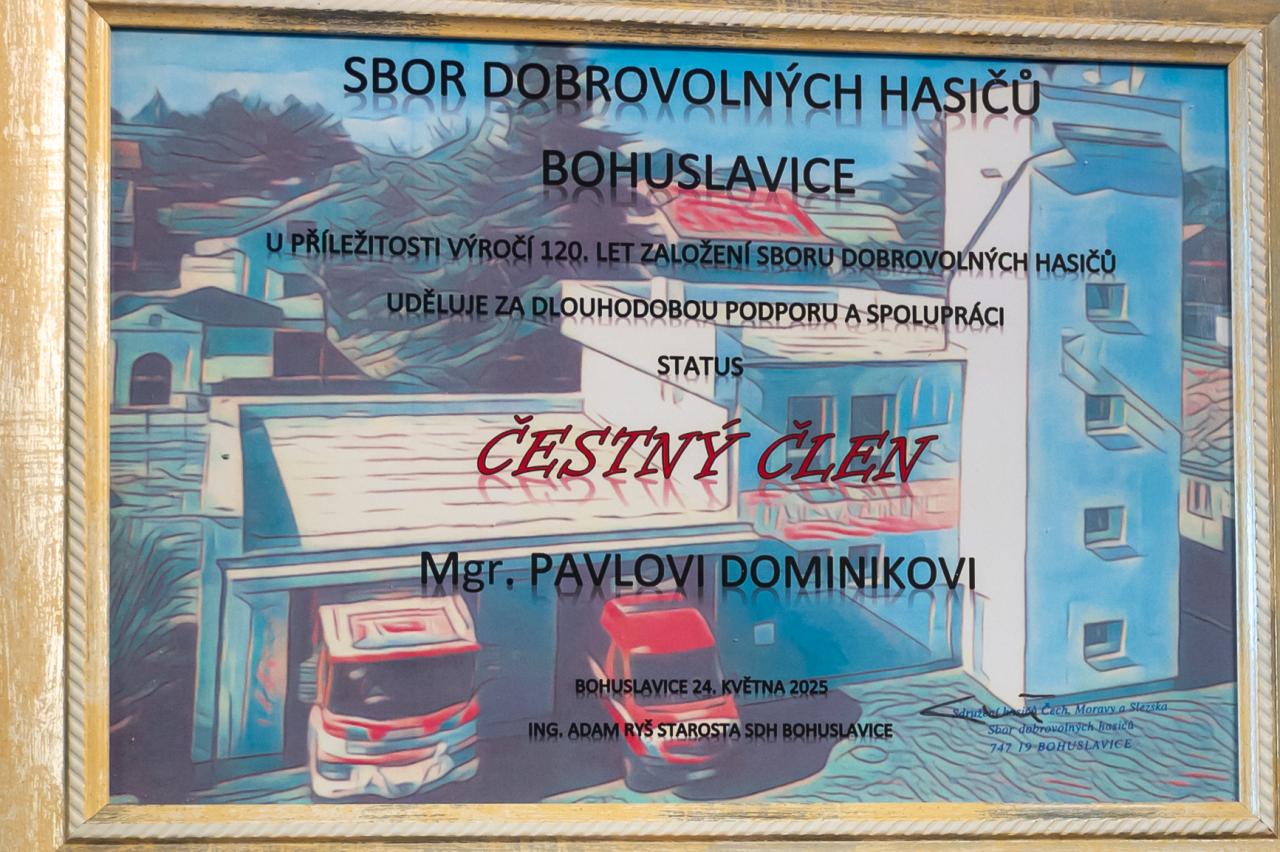 SBOR DOBROVOLNÝCH HASIČŮ
BOHUSLAVICE
U PŘÍLEŽITOSTI VÝROČÍ 120. LET ZALOŽENÍ SBORU DOBROVOLNÝCH HASIČŮ
UDĚLUJE ZA DLOUHODOBOU PODPORU A SPOLUPRÁCI
STATUS
ČESTNÝ ČLEN
Mgr. PAVLOVI DOMINIKOVI
BOHUSLAVICE 24. KVĚTNA 2025
ING. ADAM RYŠ STAROSTA SDH BOHUSLAVICE
Sdružení hasičů Čech, Moravy a Slezska
Sbor dobrovolných hasičů
747 19 BOHUSLAVICE